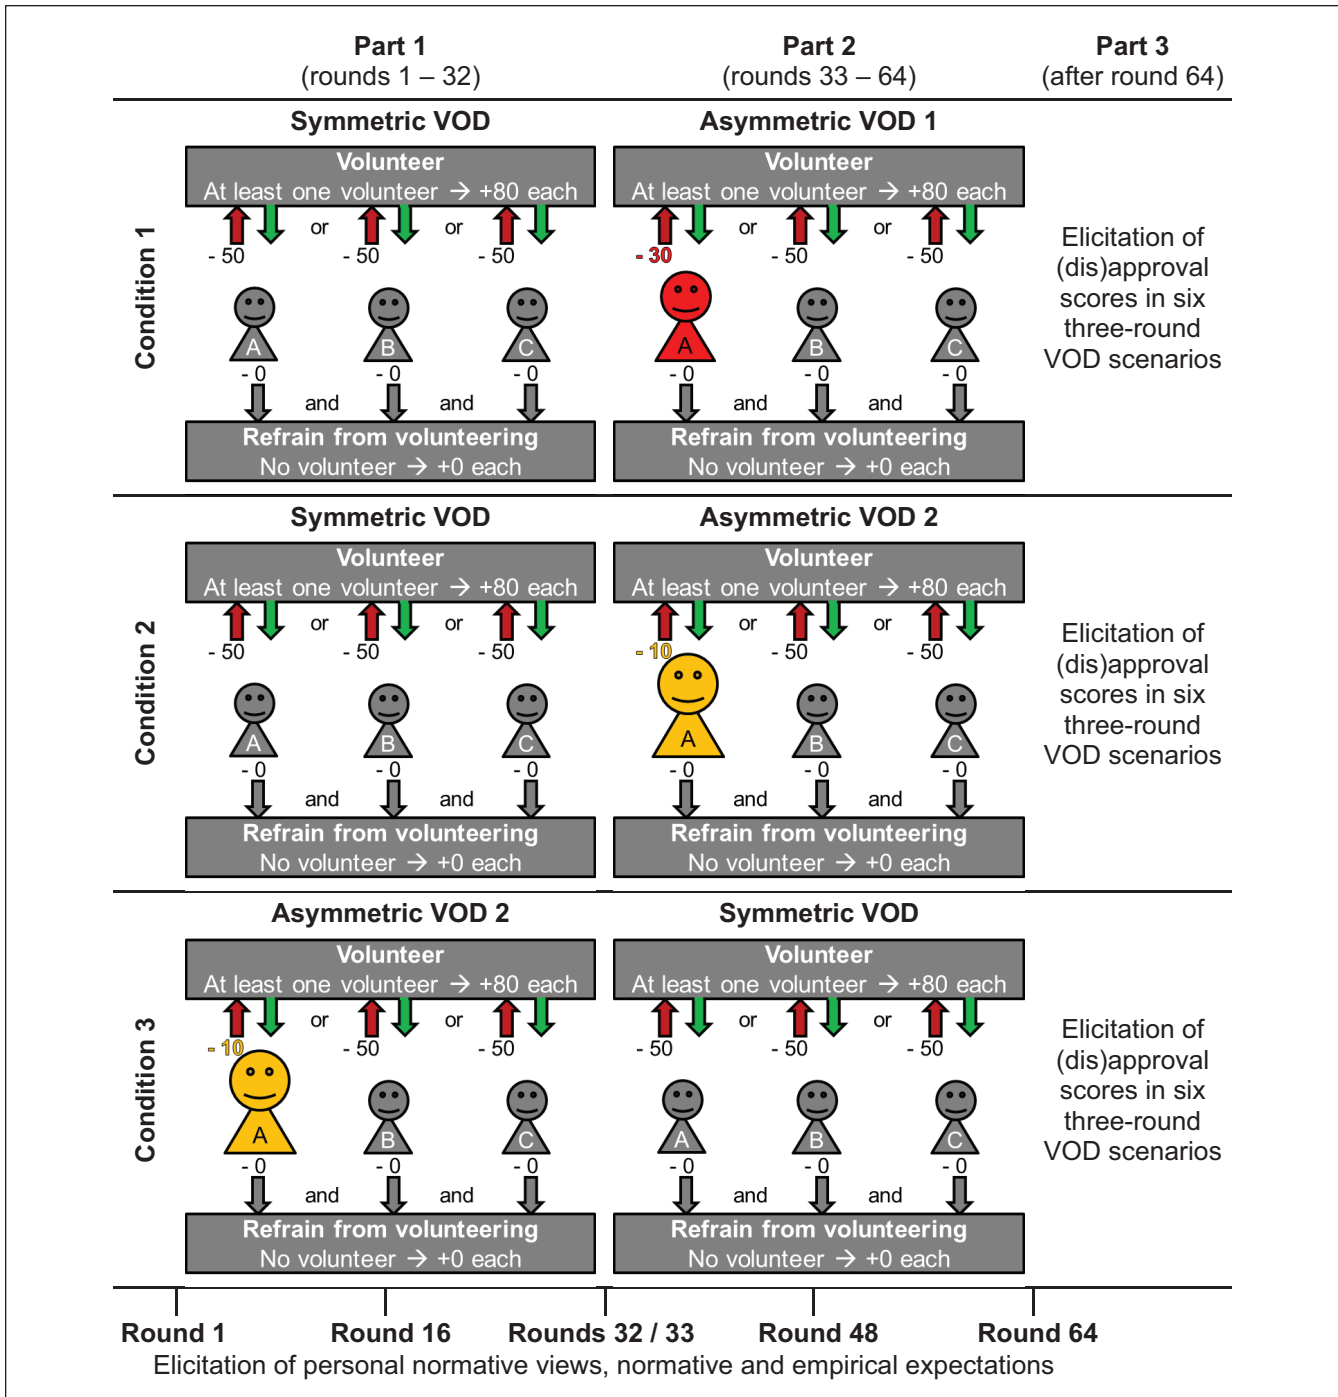 Part 1 Part 2 Part 3
(rounds 1 – 32) (rounds 33 – 64) (after round 64)
Condition 1
Symmetric VOD
Volunteer
At least one volunteer → +80 each
or or
- 50 - 50 - 50
A B C
- 0 - 0 - 0
and and
Refrain from volunteering
No volunteer → +0 each
Asymmetric VOD 1
Volunteer
At least one volunteer → +80 each
or or
- 30 - 50 - 50
A B C
- 0 - 0 - 0
and and
Refrain from volunteering
No volunteer → +0 each
Elicitation of
(dis)approval
scores in six
three-round
VOD scenarios
Condition 2
Symmetric VOD
Volunteer
At least one volunteer → +80 each
or or
- 50 - 50 - 50
A B C
- 0 - 0 - 0
and and
Refrain from volunteering
No volunteer → +0 each
Asymmetric VOD 2
Volunteer
At least one volunteer → +80 each
or or
- 10 - 50 - 50
A B C
- 0 - 0 - 0
and and
Refrain from volunteering
No volunteer → +0 each
Elicitation of
(dis)approval
scores in six
three-round
VOD scenarios
Condition 3
Asymmetric VOD 2
Volunteer
At least one volunteer → +80 each
or or
- 10 - 50 - 50
A B C
- 0 - 0 - 0
and and
Refrain from volunteering
No volunteer → +0 each
Symmetric VOD
Volunteer
At least one volunteer → +80 each
or or
- 50 - 50 - 50
A B C
- 0 - 0 - 0
and and
Refrain from volunteering
No volunteer → +0 each
Elicitation of
(dis)approval
scores in six
three-round
VOD scenarios
Round 1 Round 16 Rounds 32 / 33 Round 48 Round 64
Elicitation of personal normative views, normative and empirical expectations